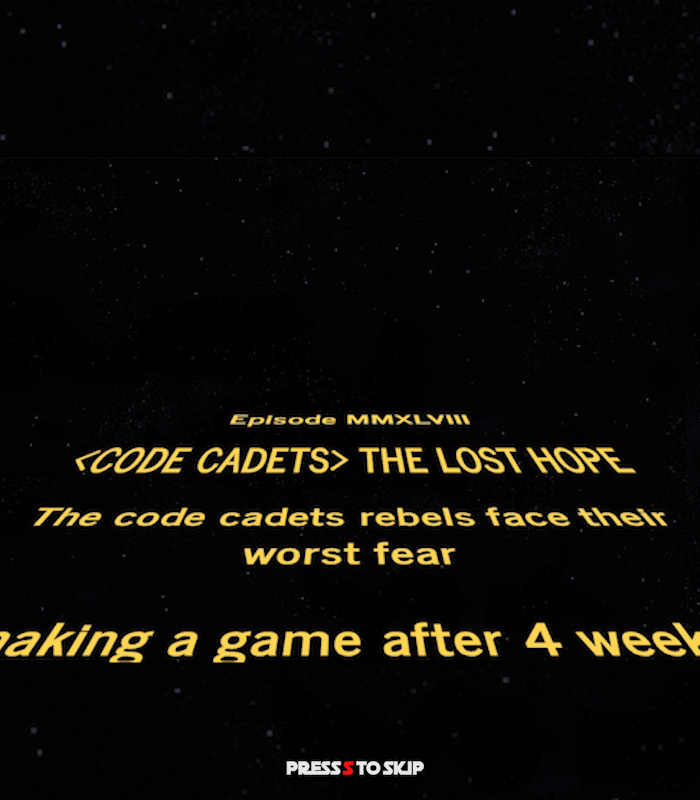 Episode MMXLVIII
<CODE CADETS> THE LOST HOPE
The code cadets rebels face their
worst fear
a game after 4
PRESS S TO SKIP